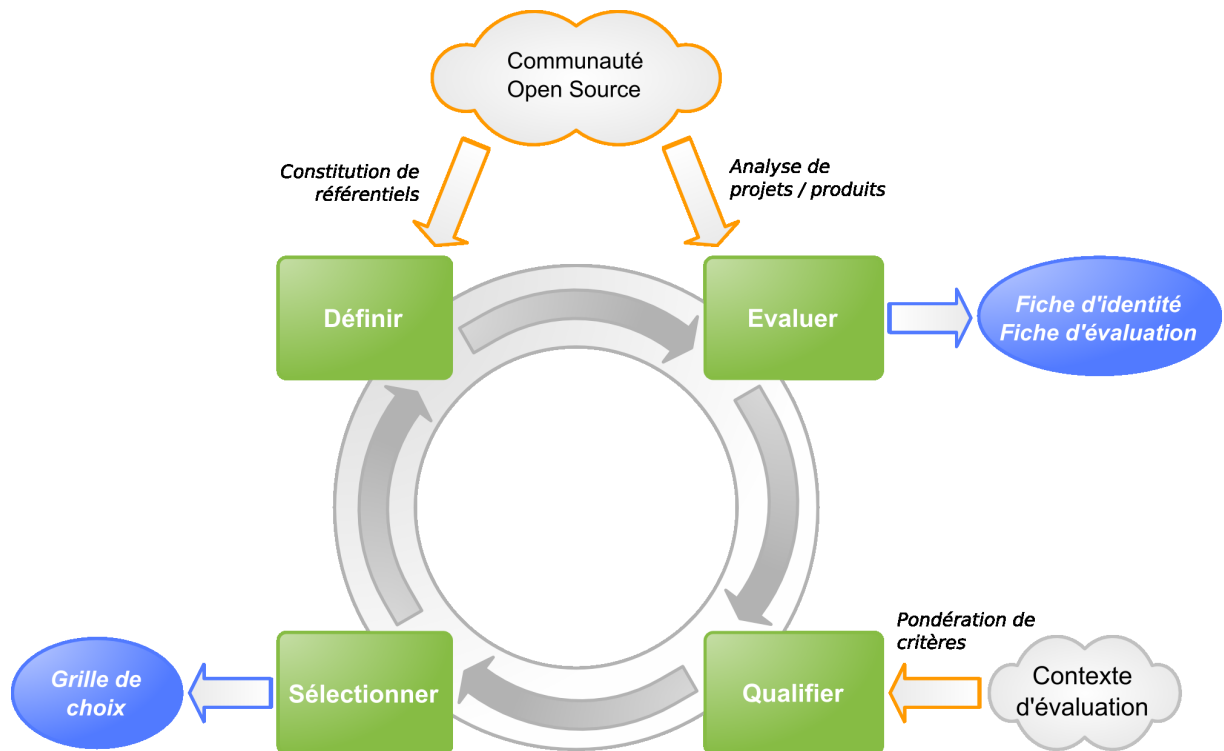 Communauté
Open Source
Constitution de
référentiels
Analyse de
projets / produits
Définir
Evaluer
Fiche d'identité
Fiche d'évaluation
Pondération de
critères
Grille de
choix
Sélectionner
Qualifier
Contexte
d'évaluation